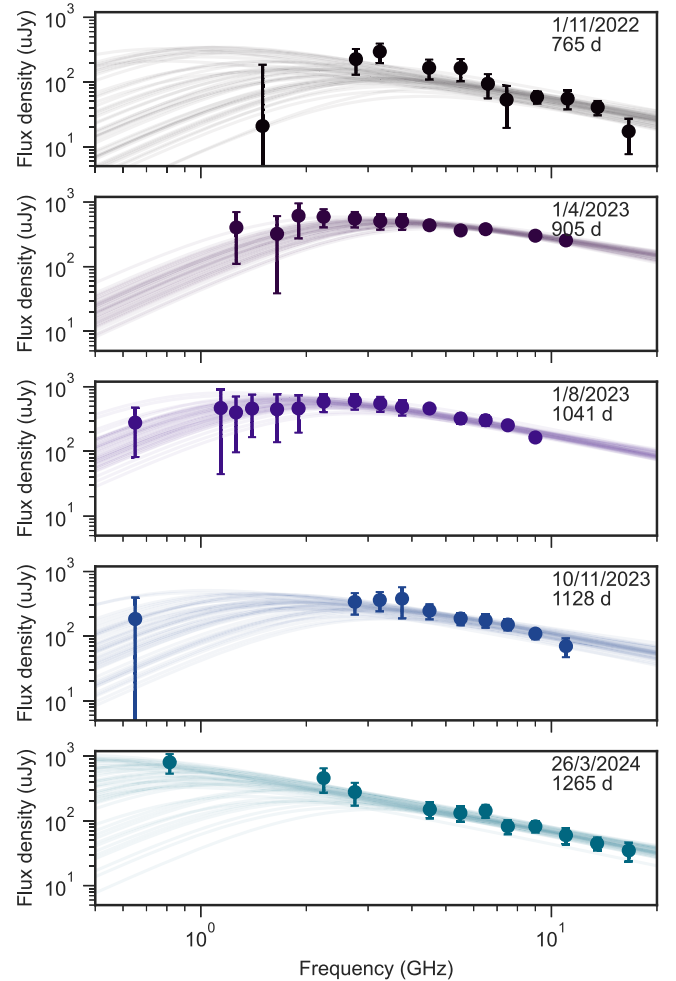 Flux density (uJy)
10³
10²
10¹
1/11/2022
765 d
Flux density (uJy)
10³
10²
10¹
1/4/2023
905 d
Flux density (uJy)
10³
10²
10¹
1/8/2023
1041 d
Flux density (uJy)
10³
10²
10¹
10/11/2023
1128 d
Flux density (uJy)
10³
10²
10¹
26/3/2024
1265 d
10⁰
10¹
Frequency (GHz)